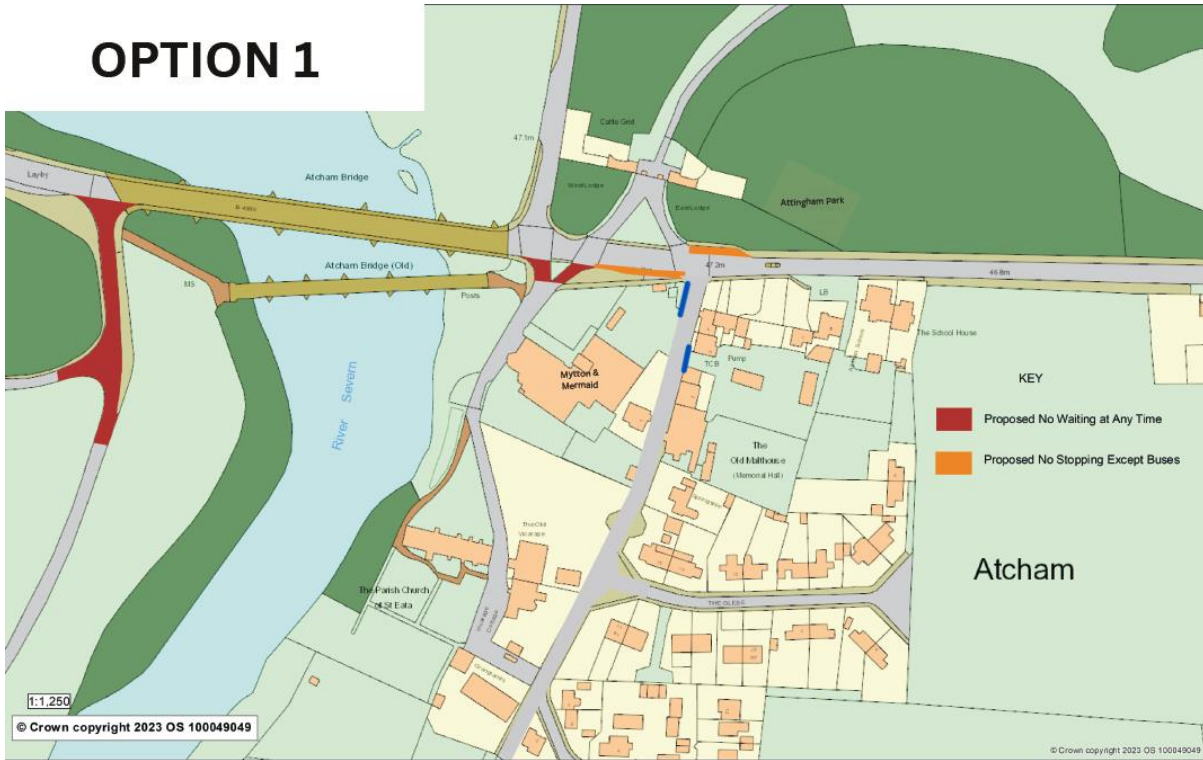 OPTION 1
Cattle Grid
47.1m
Layby
Atcham Bridge
West Lodge
East Lodge
Attingham Park
Atcham Bridge (Old)
47.2m
46.8m
MS
Posts
LB
The School House
TCB
Pump
Mytton &
Mermaid
KEY
River Severn
Proposed No Waiting at Any Time
The
Old Malthouse
(Memorial Hall)
Proposed No Stopping Except Buses
The Old
Vicarage
Atcham
The Parish Church
of St Eata
THE GLEBE
1:1,250
© Crown copyright 2023 OS 100049049
© Crown copyright 2023 OS 100049049